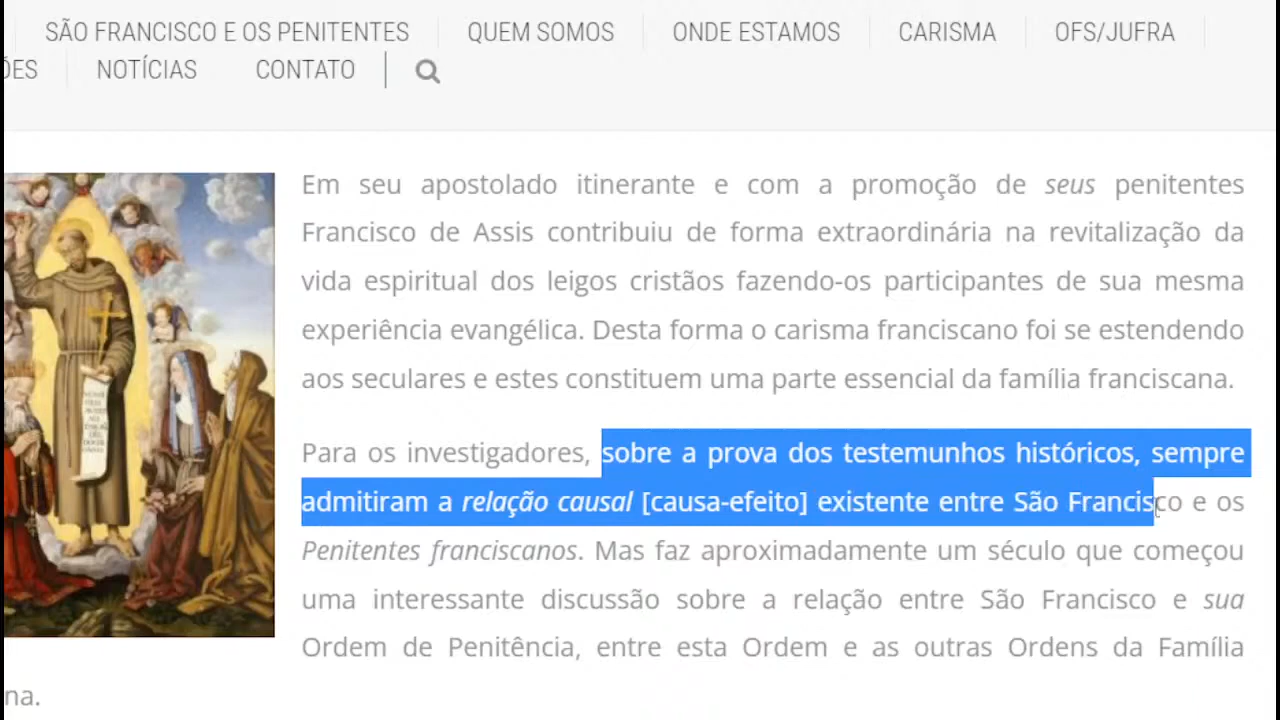 SÃO FRANCISCO E OS PENITENTES QUEM SOMOS ONDE ESTAMOS CARISMA OFS/JUFRA
ÕES NOTÍCIAS CONTATO
Em seu apostolado itinerante e com a promoção de seus penitentes
Francisco de Assis contribuiu de forma extraordinária na revitalização da
vida espiritual dos leigos cristãos fazendo-os participantes de sua mesma
experiência evangélica. Desta forma o carisma franciscano foi se estendendo
aos seculares e estes constituem uma parte essencial da família franciscana.
Para os investigadores, sobre a prova dos testemunhos históricos, sempre
admitiram a relação causal [causa-efeito] existente entre São Francisco e os
Penitentes franciscanos. Mas faz aproximadamente um século que começou
uma interessante discussão sobre a relação entre São Francisco e sua
Ordem de Penitência, entre esta Ordem e as outras Ordens da Família
na.